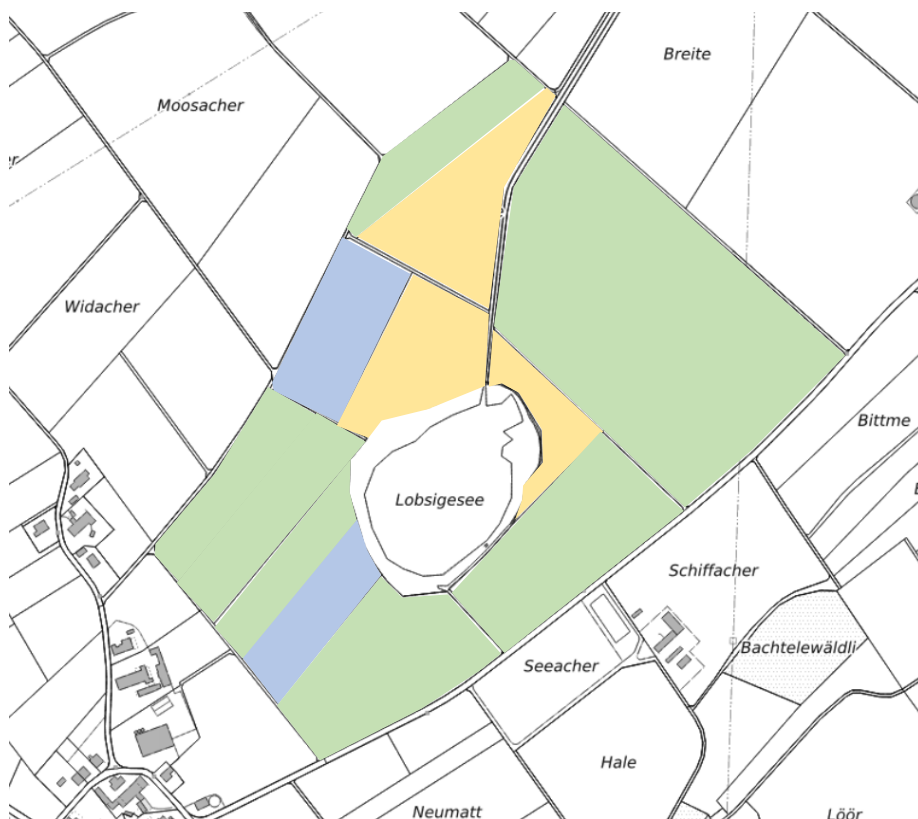 Breite
Moosacher
Widacher
Bittme
Lobsigesee
Schiffacher
Bachtelewäldli
Seeacher
Hale
Neumatt
Löör